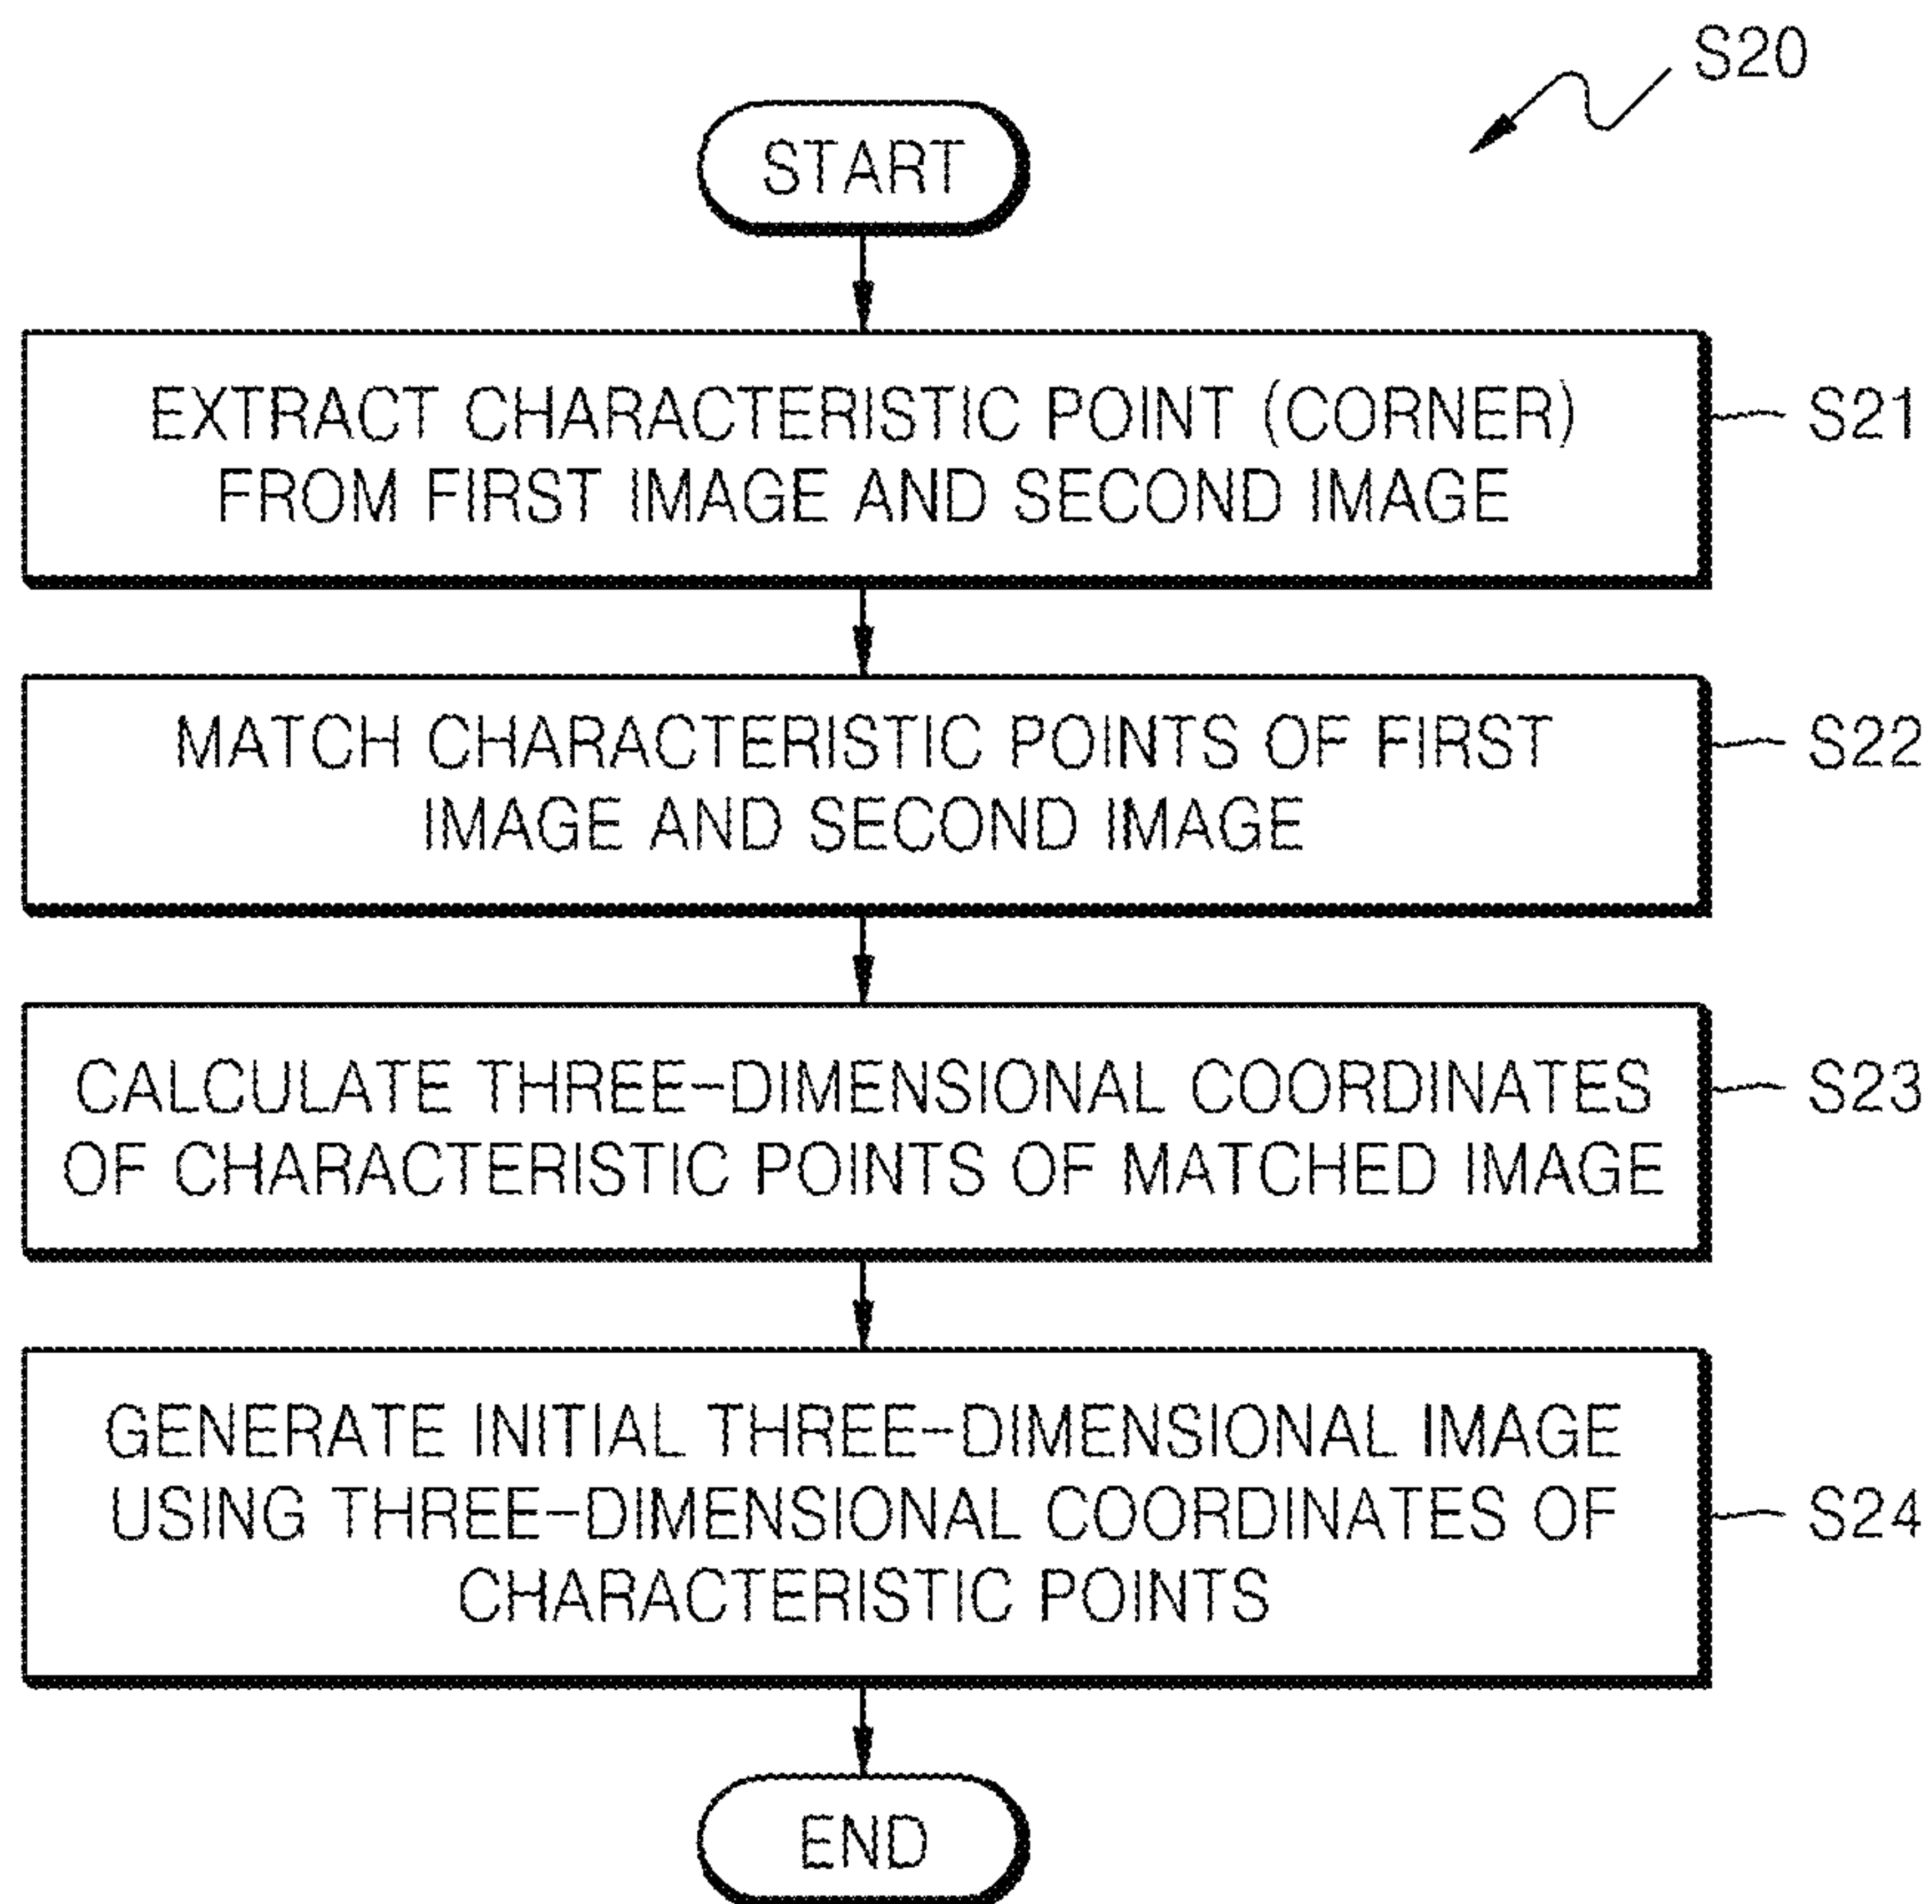 S20
START
EXTRACT CHARACTERISTIC POINT (CORNER)
FROM FIRST IMAGE AND SECOND IMAGE
S21
MATCH CHARACTERISTIC POINTS OF FIRST
IMAGE AND SECOND IMAGE
S22
CALCULATE THREE-DIMENSIONAL COORDINATES
OF CHARACTERISTIC POINTS OF MATCHED IMAGE
S23
GENERATE INITIAL THREE-DIMENSIONAL IMAGE
USING THREE-DIMENSIONAL COORDINATES OF
CHARACTERISTIC POINTS
S24
END